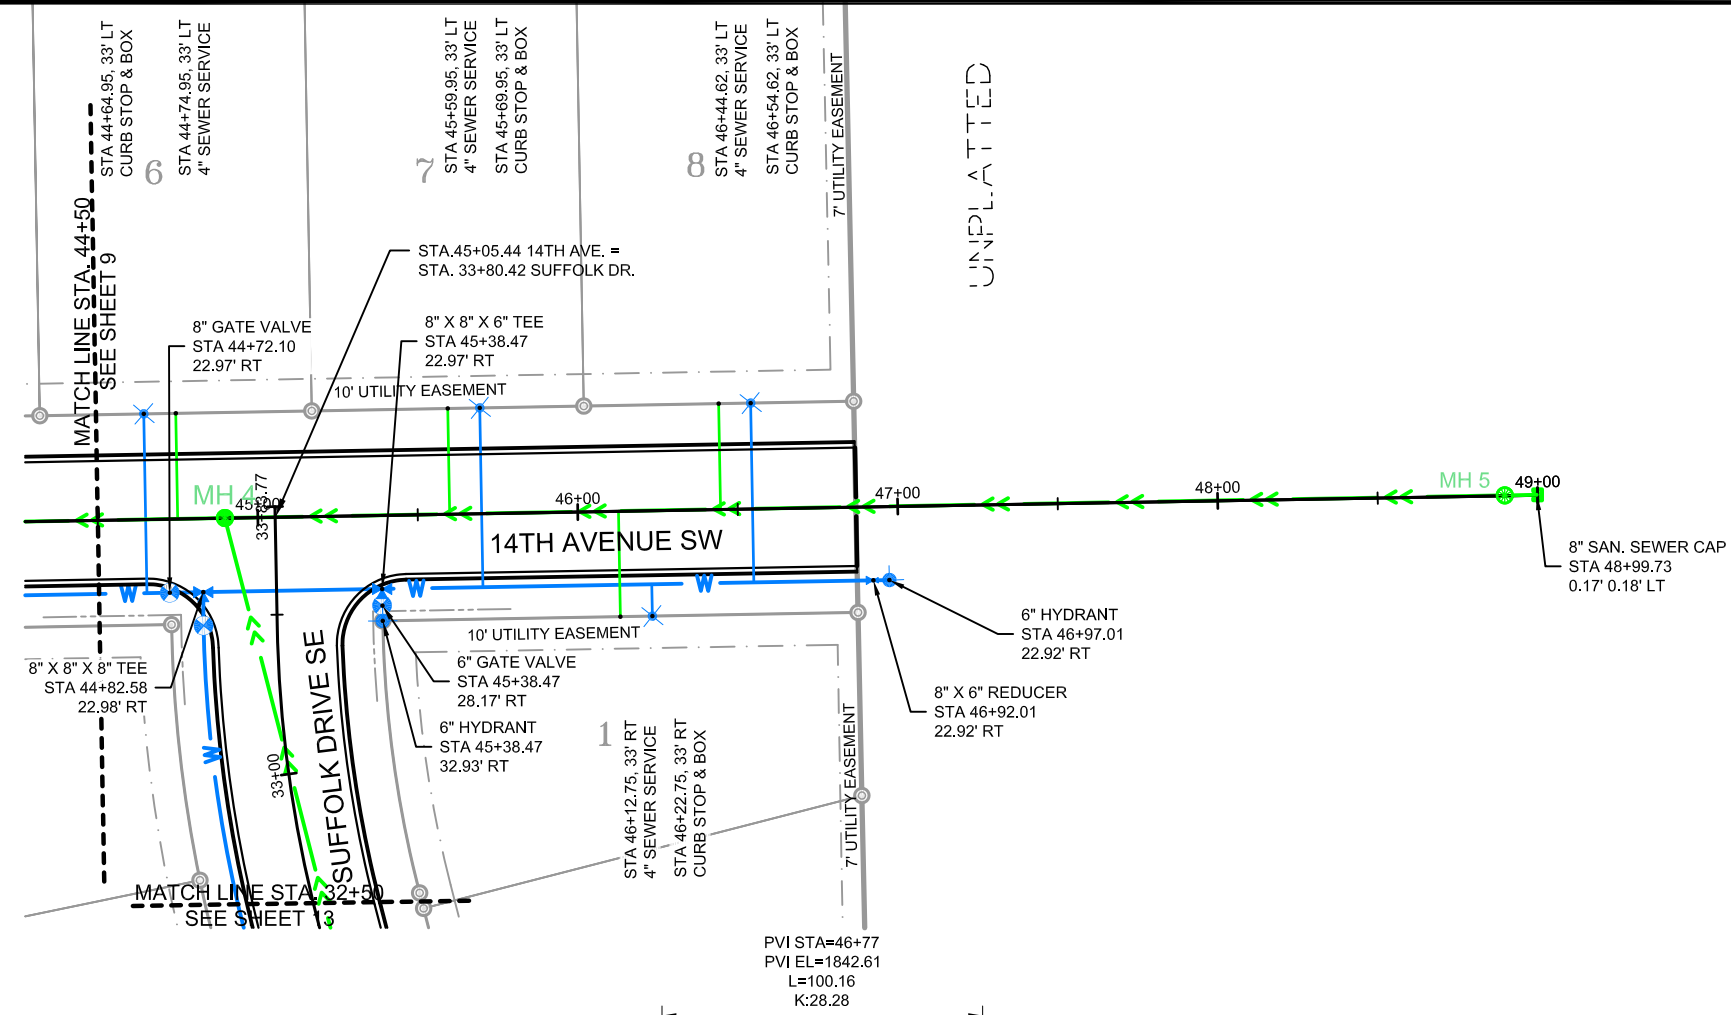 STA 44+64.95, 33' LT
CURB STOP & BOX
6
STA 44+74.95, 33' LT
4" SEWER SERVICE
7
STA 45+59.95, 33' LT
4" SEWER SERVICE
STA 45+69.95, 33' LT
CURB STOP & BOX
8
STA 46+44.62, 33' LT
4" SEWER SERVICE
STA 46+54.62, 33' LT
CURB STOP & BOX
7' UTILITY EASEMENT
UNPLATTED
MATCH LINE STA. 44+50
SEE SHEET 9
STA.45+05.44 14TH AVE. =
STA. 33+80.42 SUFFOLK DR.
8" GATE VALVE
STA 44+72.10
22.97' RT
8" X 8" X 6" TEE
STA 45+38.47
22.97' RT
10' UTILITY EASEMENT
MH 4
45+00
33+83.77
46+00
47+00
48+00
MH 5
49+00
14TH AVENUE SW
W
W
W
8" SAN. SEWER CAP
STA 48+99.73
0.17' 0.18' LT
6" HYDRANT
STA 46+97.01
22.92' RT
10' UTILITY EASEMENT
8" X 8" X 8" TEE
STA 44+82.58
22.98' RT
6" GATE VALVE
STA 45+38.47
28.17' RT
8" X 6" REDUCER
STA 46+92.01
22.92' RT
6" HYDRANT
STA 45+38.47
32.93' RT
W
33+00
SUFFOLK DRIVE SE
1
STA 46+12.75, 33' RT
4" SEWER SERVICE
STA 46+22.75, 33' RT
CURB STOP & BOX
7' UTILITY EASEMENT
MATCH LINE STA. 32+50
SEE SHEET 13
PVI STA=46+77
PVI EL=1842.61
L=100.16
K:28.28